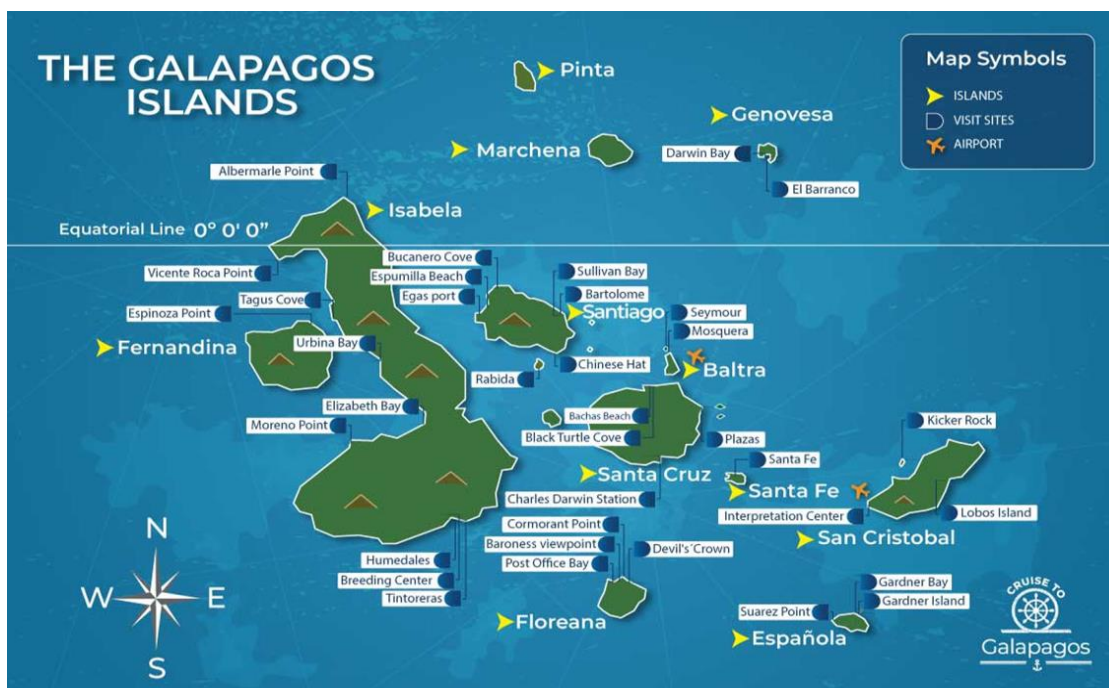 THE GALAPAGOS
ISLANDS
Map Symbols
ISLANDS
VISIT SITES
AIRPORT
Pinta
Genovesa
Marchena
Darwin Bay
El Barranco
Albermarle Point
Isabela
Equatorial Line 0° 0' 0"
Bucanero Cove
Vicente Roca Point
Espumilla Beach
Sullivan Bay
Tagus Cove
Egas port
Bartolome
Espinoza Point
Santiago
Seymour
Mosquera
Fernandina
Urbina Bay
Chinese Hat
Baltra
Rabida
Elizabeth Bay
Bachas Beach
Moreno Point
Kicker Rock
Black Turtle Cove
Plazas
Santa Fe
Santa Cruz
Santa Fe
Charles Darwin Station
Interpretation Center
Lobos Island
Cormorant Point
San Cristobal
Baroness viewpoint
Devil's´Crown
Humedales
Post Office Bay
Breeding Center
Gardner Bay
Tintoreras
Gardner Island
Suarez Point
Floreana
Española
N
W
E
S
CRUISE TO
Galapagos